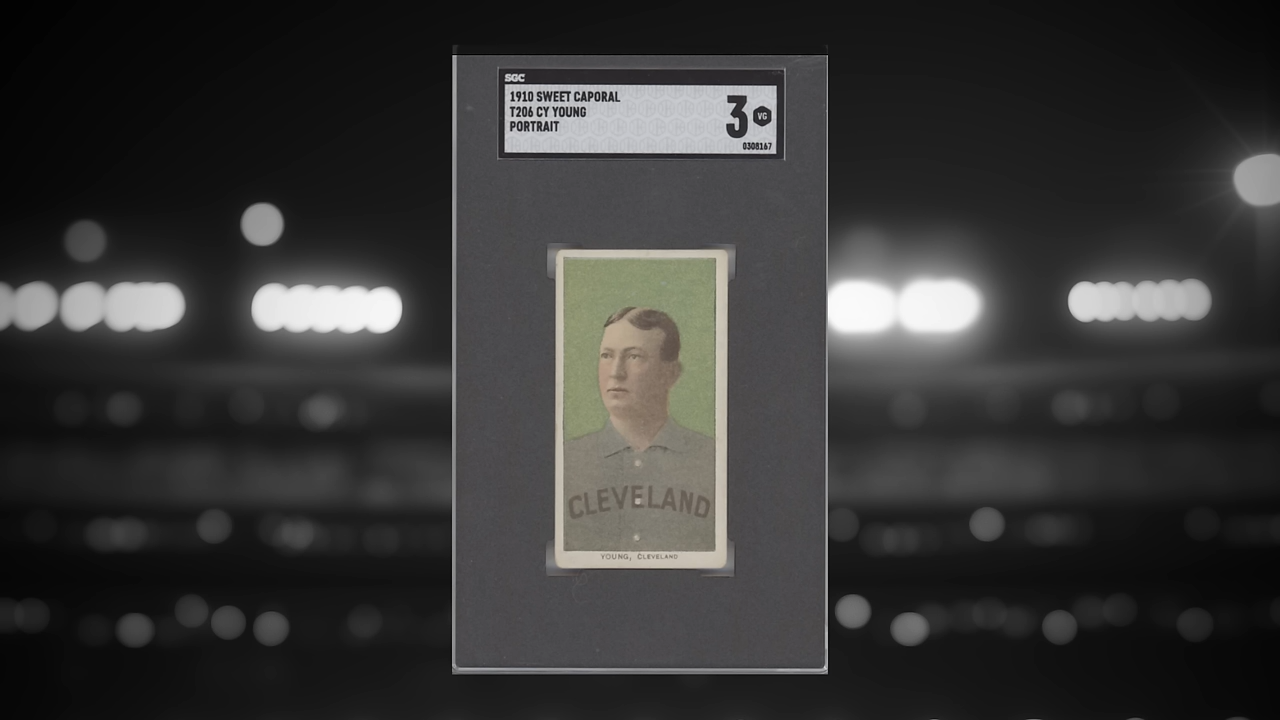 SGC
1910 SWEET CAPORAL
T206 CY YOUNG
PORTRAIT
3 VG
0308167
CLEVELAND
YOUNG, CLEVELAND